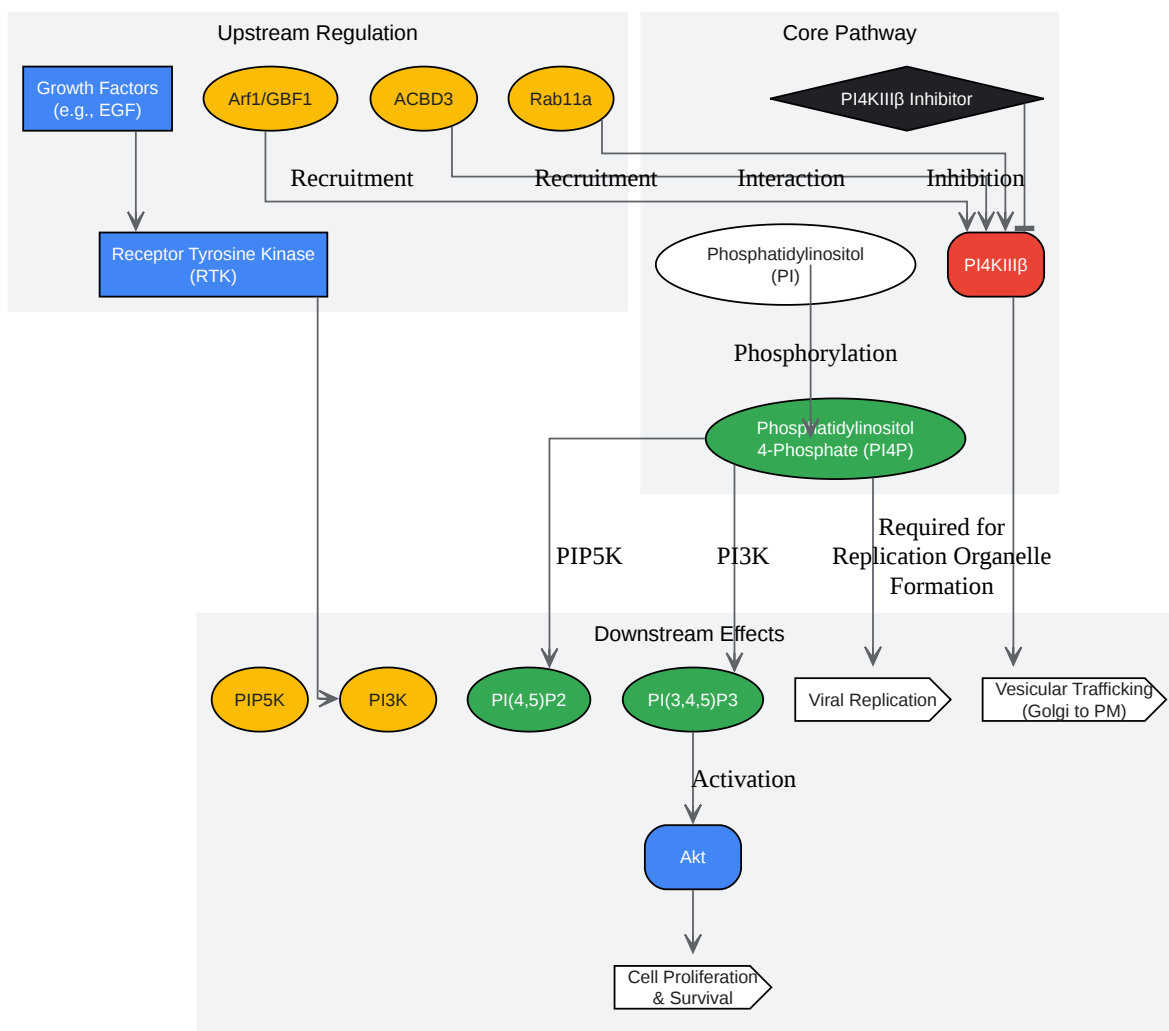 Upstream Regulation
Core Pathway
Growth Factors
(e.g., EGF)
Arf1/GBF1
ACBD3
Rab11a
PI4KIIIβ Inhibitor
Recruitment
Recruitment
Interaction
Inhibition
Receptor Tyrosine Kinase
(RTK)
Phosphatidylinositol
(PI)
PI4KIIIβ
Phosphorylation
Phosphatidylinositol
4-Phosphate (PI4P)
PIP5K
PI3K
Required for
Replication Organelle
Formation
Downstream Effects
PIP5K
PI3K
PI(4,5)P2
PI(3,4,5)P3
Viral Replication
Vesicular Trafficking
(Golgi to PM)
Activation
Akt
Cell Proliferation
& Survival